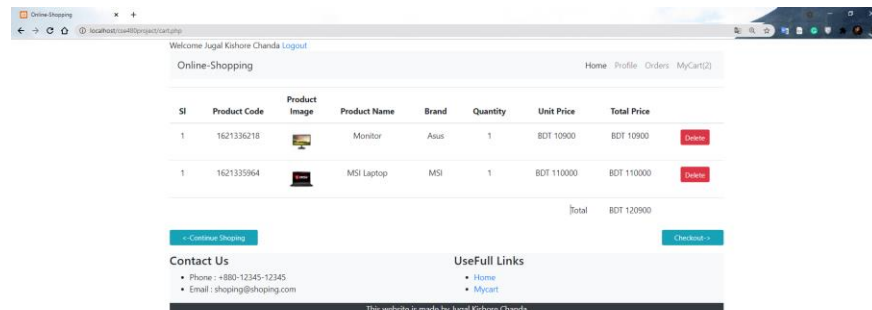 Online-Shopping
localhost/cse480project/cart.php
Welcome Jugal Kishore Chanda Logout
Online-Shopping Home Profile Orders MyCart(2)
Sl Product Code Product Image Product Name Brand Quantity Unit Price Total Price
1 1621336218 Monitor Asus 1 BDT 10900 BDT 10900 Delete
1 1621335964 MSI Laptop MSI 1 BDT 110000 BDT 110000 Delete
Total BDT 120900
<-Continue Shoping Checkout->
Contact Us UseFull Links
Phone : +880-12345-12345 Home
Email : shoping@shoping.com Mycart
This website is made by Jugal Kishore Chanda